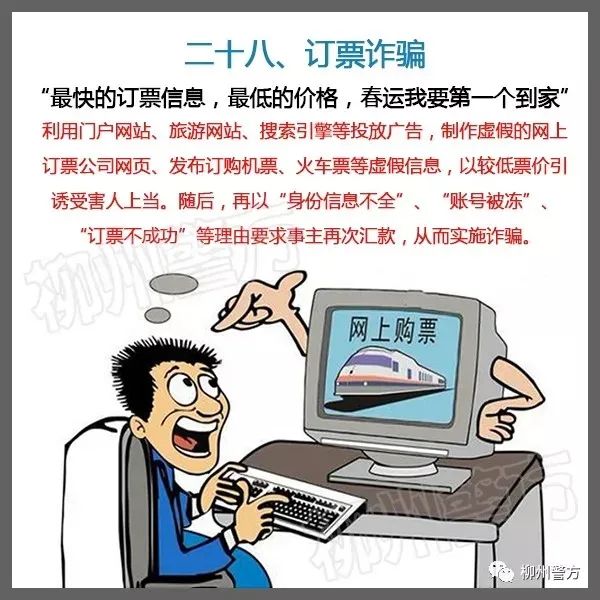 二十八、订票诈骗
“最快的订票信息，最低的价格，春运我要第一个到家”
利用门户网站、旅游网站、搜索引擎等投放广告，制作虚假的网上
订票公司网页、发布订购机票、火车票等虚假信息，以较低票价引
诱受害人上当。随后，再以“身份信息不全”、“账号被冻”、
“订票不成功”等理由要求事主再次汇款，从而实施诈骗。
柳州警方
网上购票
柳州警方
柳州警方